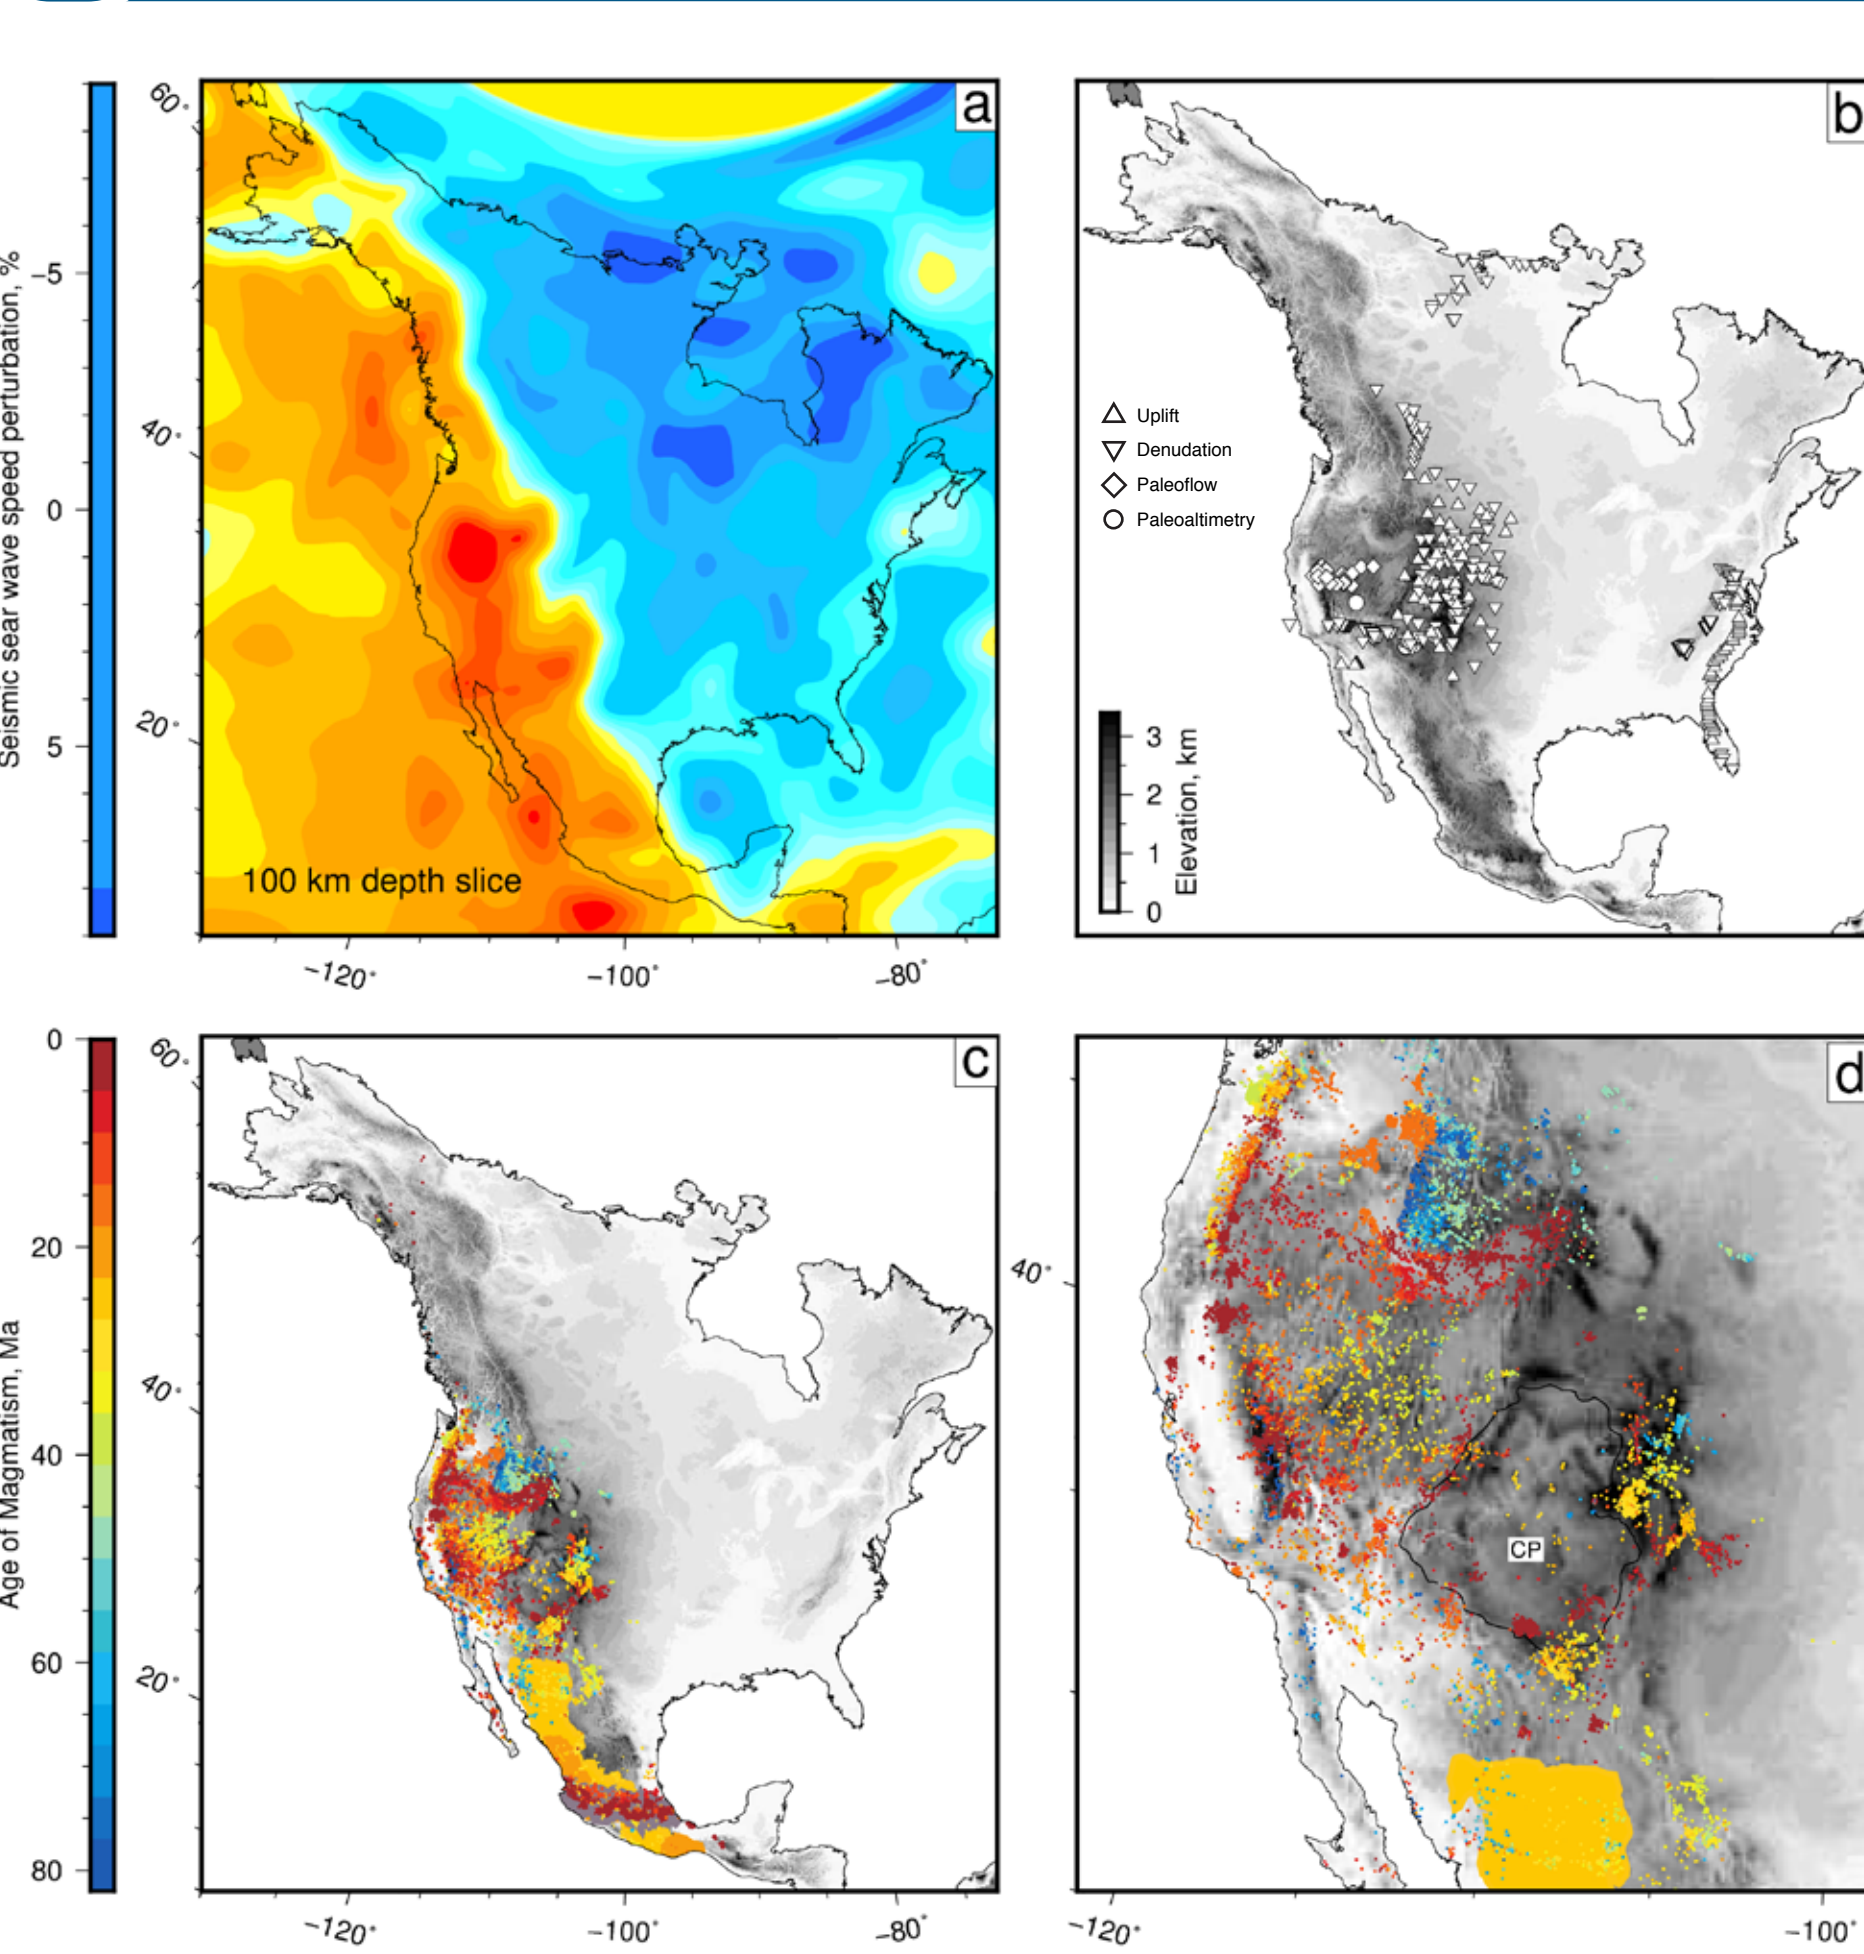 a
60°
40°
20°
−120°
−100°
−80°
Seismic sear wave speed perturbation, %
−5
0
5
100 km depth slice
b
Uplift
Denudation
Paleoflow
Paleoaltimetry
3
2
1
0
Elevation, km
c
60°
40°
20°
−120°
−100°
−80°
0
20
40
60
80
Age of Magmatism, Ma
d
40°
CP
−120°
−100°